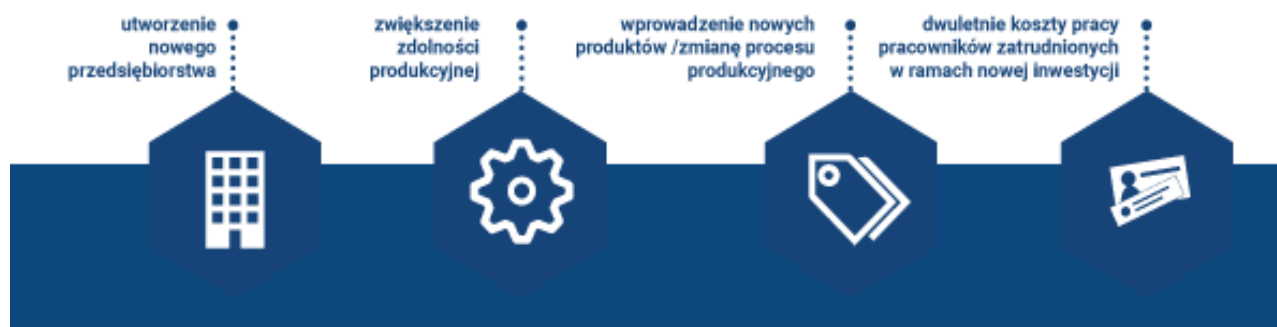 utworzenie
nowego
przedsiębiorstwa
zwiększenie
zdolności
produkcyjnej
wprowadzenie nowych
produktów /zmianę procesu
produkcyjnego
dwuletnie koszty pracy
pracowników zatrudnionych
w ramach nowej inwestycji